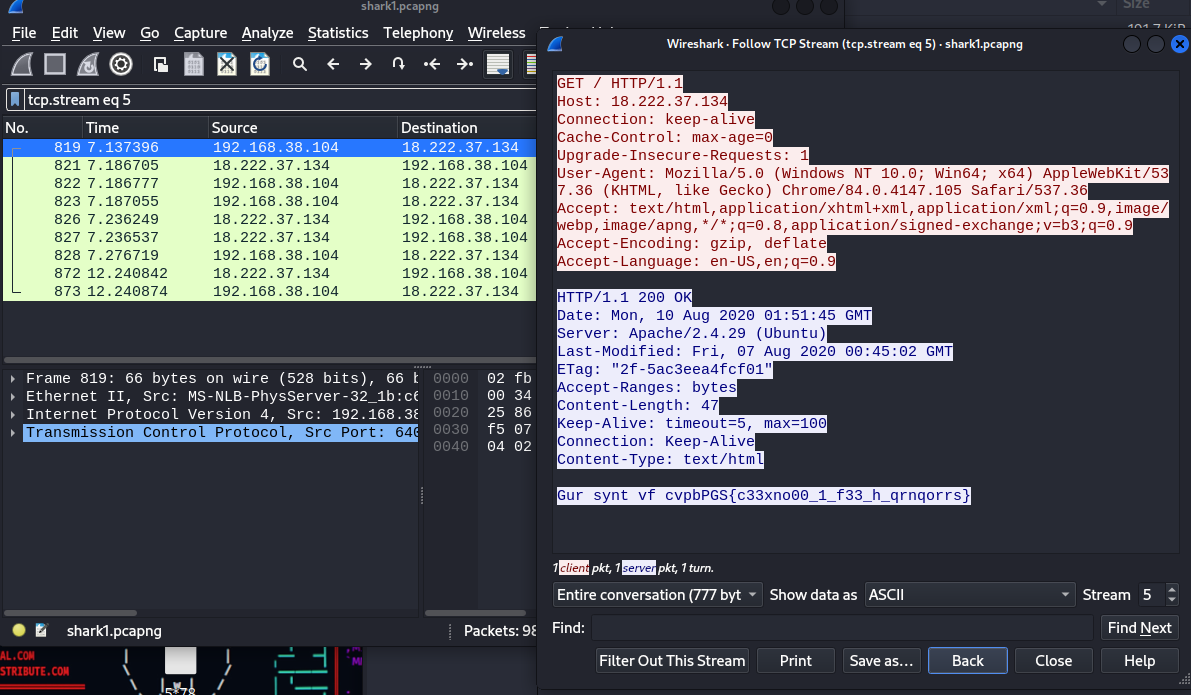 shark1.pcapng
Size
File Edit View Go Capture Analyze Statistics Telephony Wireless
tcp.stream eq 5
No. Time Source Destination
819 7.137396 192.168.38.104 18.222.37.134
821 7.186705 18.222.37.134 192.168.38.104
822 7.186777 192.168.38.104 18.222.37.134
823 7.187055 192.168.38.104 18.222.37.134
826 7.236249 18.222.37.134 192.168.38.104
827 7.236537 18.222.37.134 192.168.38.104
828 7.276719 192.168.38.104 18.222.37.134
872 12.240842 18.222.37.134 192.168.38.104
873 12.240874 192.168.38.104 18.222.37.134
Frame 819: 66 bytes on wire (528 bits), 66 b
Ethernet II, Src: MS-NLB-PhysServer-32_1b:c6
Internet Protocol Version 4, Src: 192.168.38
Transmission Control Protocol, Src Port: 640
0000 02 fb
0010 00 34
0020 25 86
0030 f5 07
0040 04 02
shark1.pcapng
Packets: 98
AL.COM
STRIBUTE.COM
5*78
Wireshark · Follow TCP Stream (tcp.stream eq 5) · shark1.pcapng
GET / HTTP/1.1
Host: 18.222.37.134
Connection: keep-alive
Cache-Control: max-age=0
Upgrade-Insecure-Requests: 1
User-Agent: Mozilla/5.0 (Windows NT 10.0; Win64; x64) AppleWebKit/53
7.36 (KHTML, like Gecko) Chrome/84.0.4147.105 Safari/537.36
Accept: text/html,application/xhtml+xml,application/xml;q=0.9,image/
webp,image/apng,*/*;q=0.8,application/signed-exchange;v=b3;q=0.9
Accept-Encoding: gzip, deflate
Accept-Language: en-US,en;q=0.9
HTTP/1.1 200 OK
Date: Mon, 10 Aug 2020 01:51:45 GMT
Server: Apache/2.4.29 (Ubuntu)
Last-Modified: Fri, 07 Aug 2020 00:45:02 GMT
ETag: "2f-5ac3eea4fcf01"
Accept-Ranges: bytes
Content-Length: 47
Keep-Alive: timeout=5, max=100
Connection: Keep-Alive
Content-Type: text/html
Gur synt vf cvpbPGS{c33xno00_1_f33_h_qrnqorrs}
1 client pkt, 1 server pkt, 1 turn.
Entire conversation (777 byt Show data as ASCII Stream 5
Find: Find Next
Filter Out This Stream Print Save as… Back Close Help